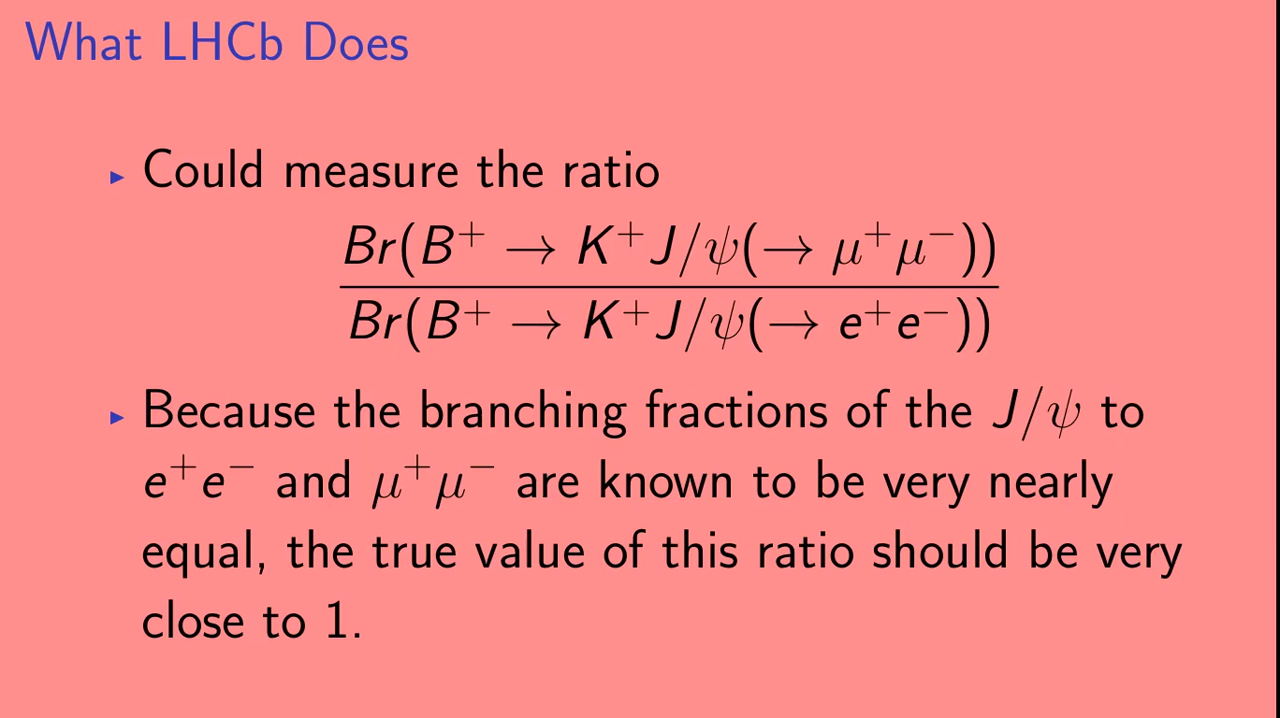 What LHCb Does
▸ Could measure the ratio
Br(B⁺ → K⁺J/ψ(→ μ⁺μ⁻))
Br(B⁺ → K⁺J/ψ(→ e⁺e⁻))
▸ Because the branching fractions of the J/ψ to
e⁺e⁻ and μ⁺μ⁻ are known to be very nearly
equal, the true value of this ratio should be very
close to 1.